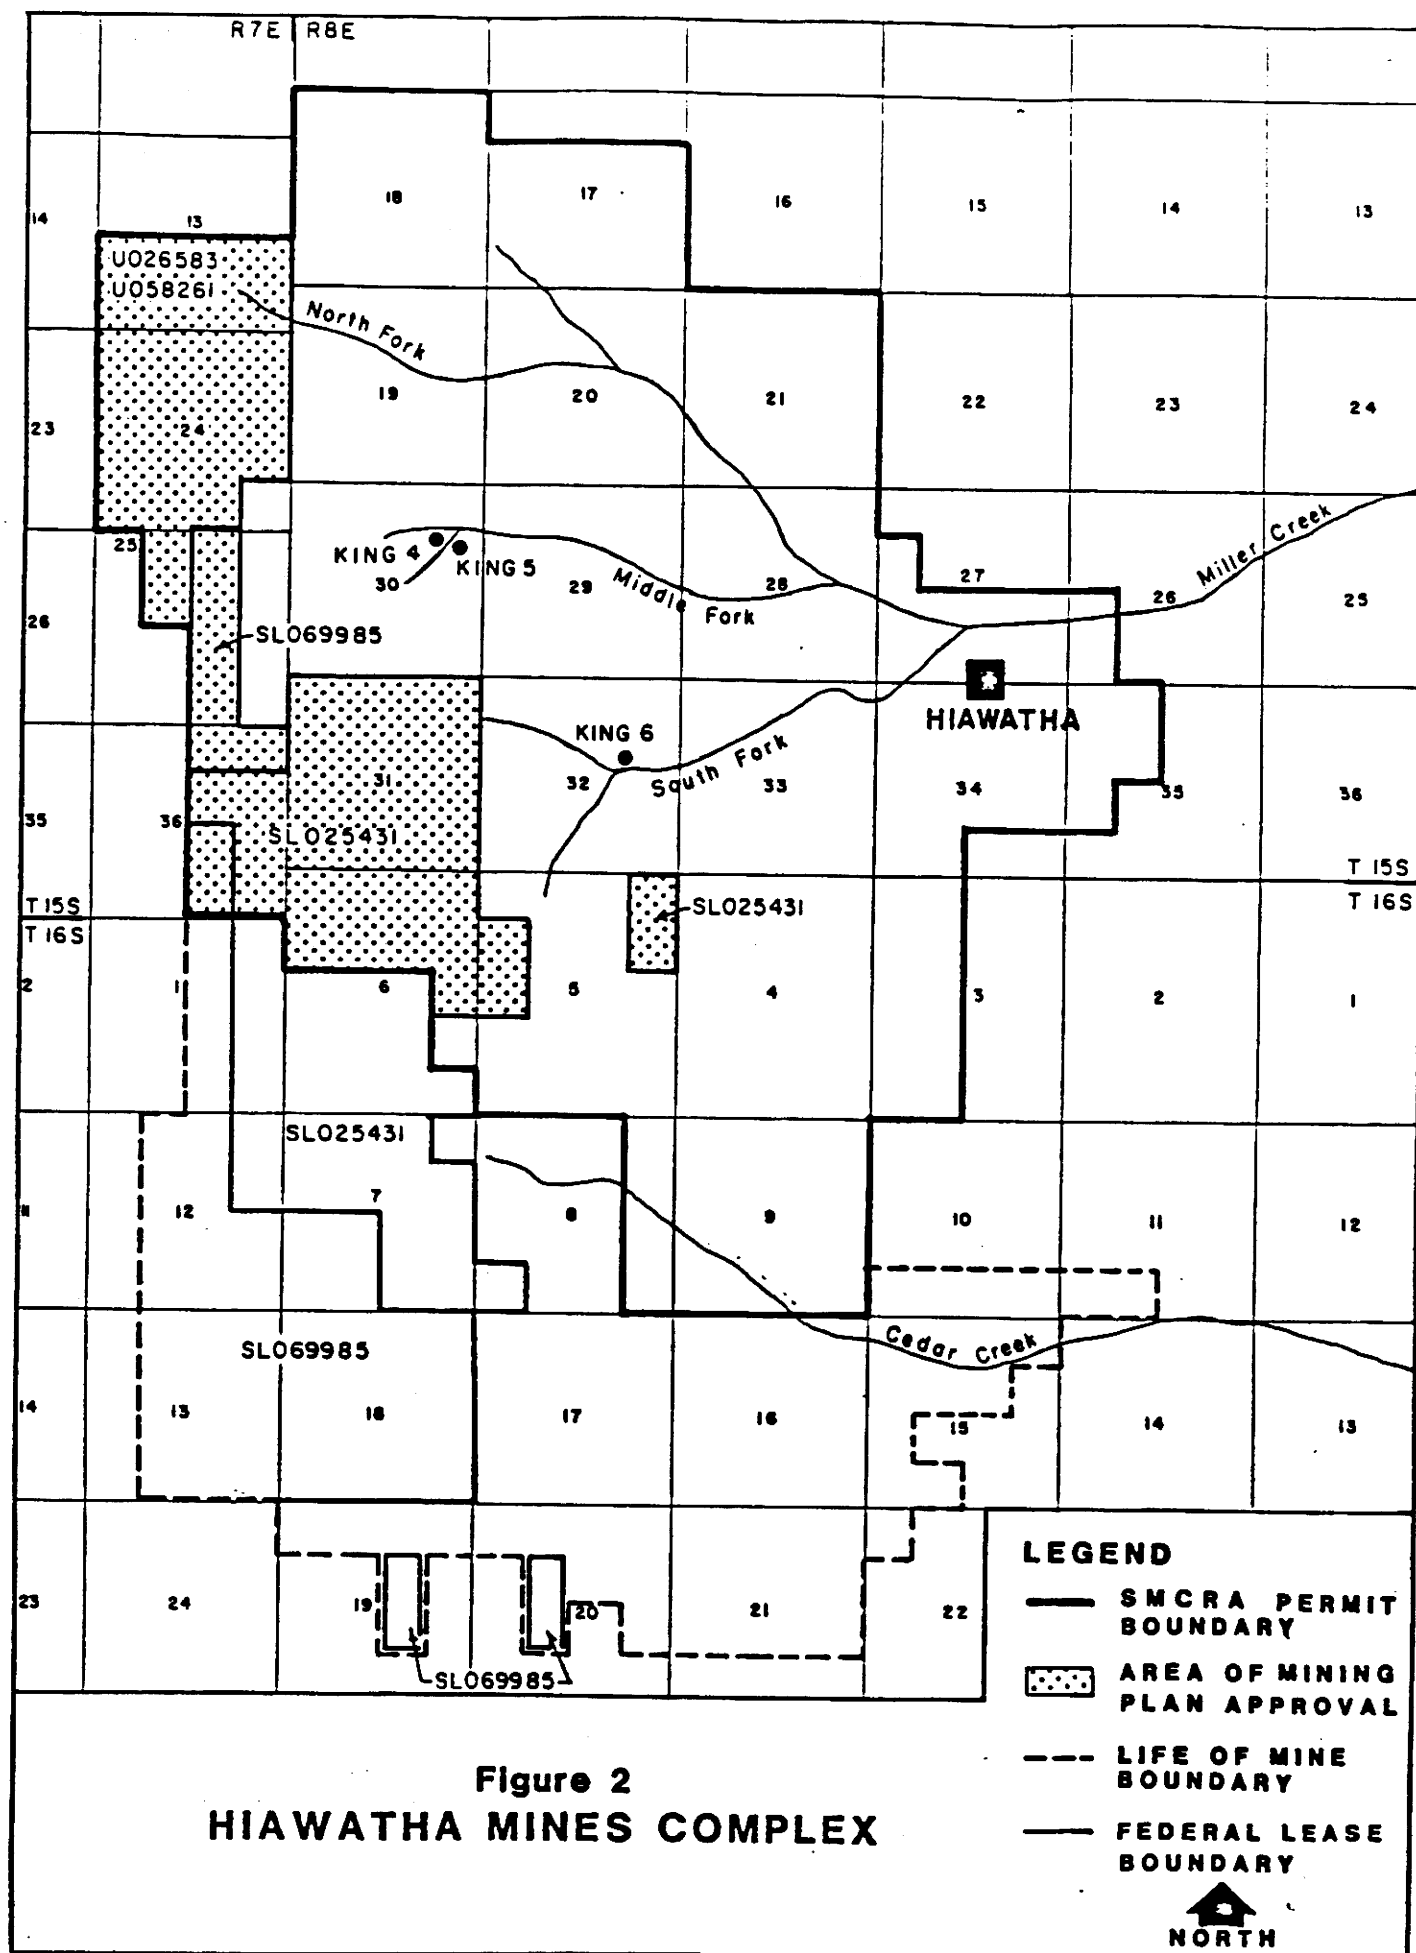 R7E R8E
18 17 16 15 14 13
14 13
U026583
U058261
North Fork
19 20 21 22 23 24
23 24
Miller Creek
25 KING 4 KING 5
30 29 Middle Fork 28 27 26 25
26
SL069985
HIAWATHA
KING 6
South Fork
31 32 33 34 35 36
35 36
SL025431
T 15S T 15S
T 16S T 16S
SL025431
2 1 6 5 4 3 2 1
SL025431
11 12 7 8 9 10 11 12
Cedar Creek
SL069985
14 13 18 17 16 15 14 13
23 24 19 20 21 22
SL069985
LEGEND
SMCRA PERMIT
BOUNDARY
AREA OF MINING
PLAN APPROVAL
LIFE OF MINE
BOUNDARY
FEDERAL LEASE
BOUNDARY
NORTH
Figure 2
HIAWATHA MINES COMPLEX